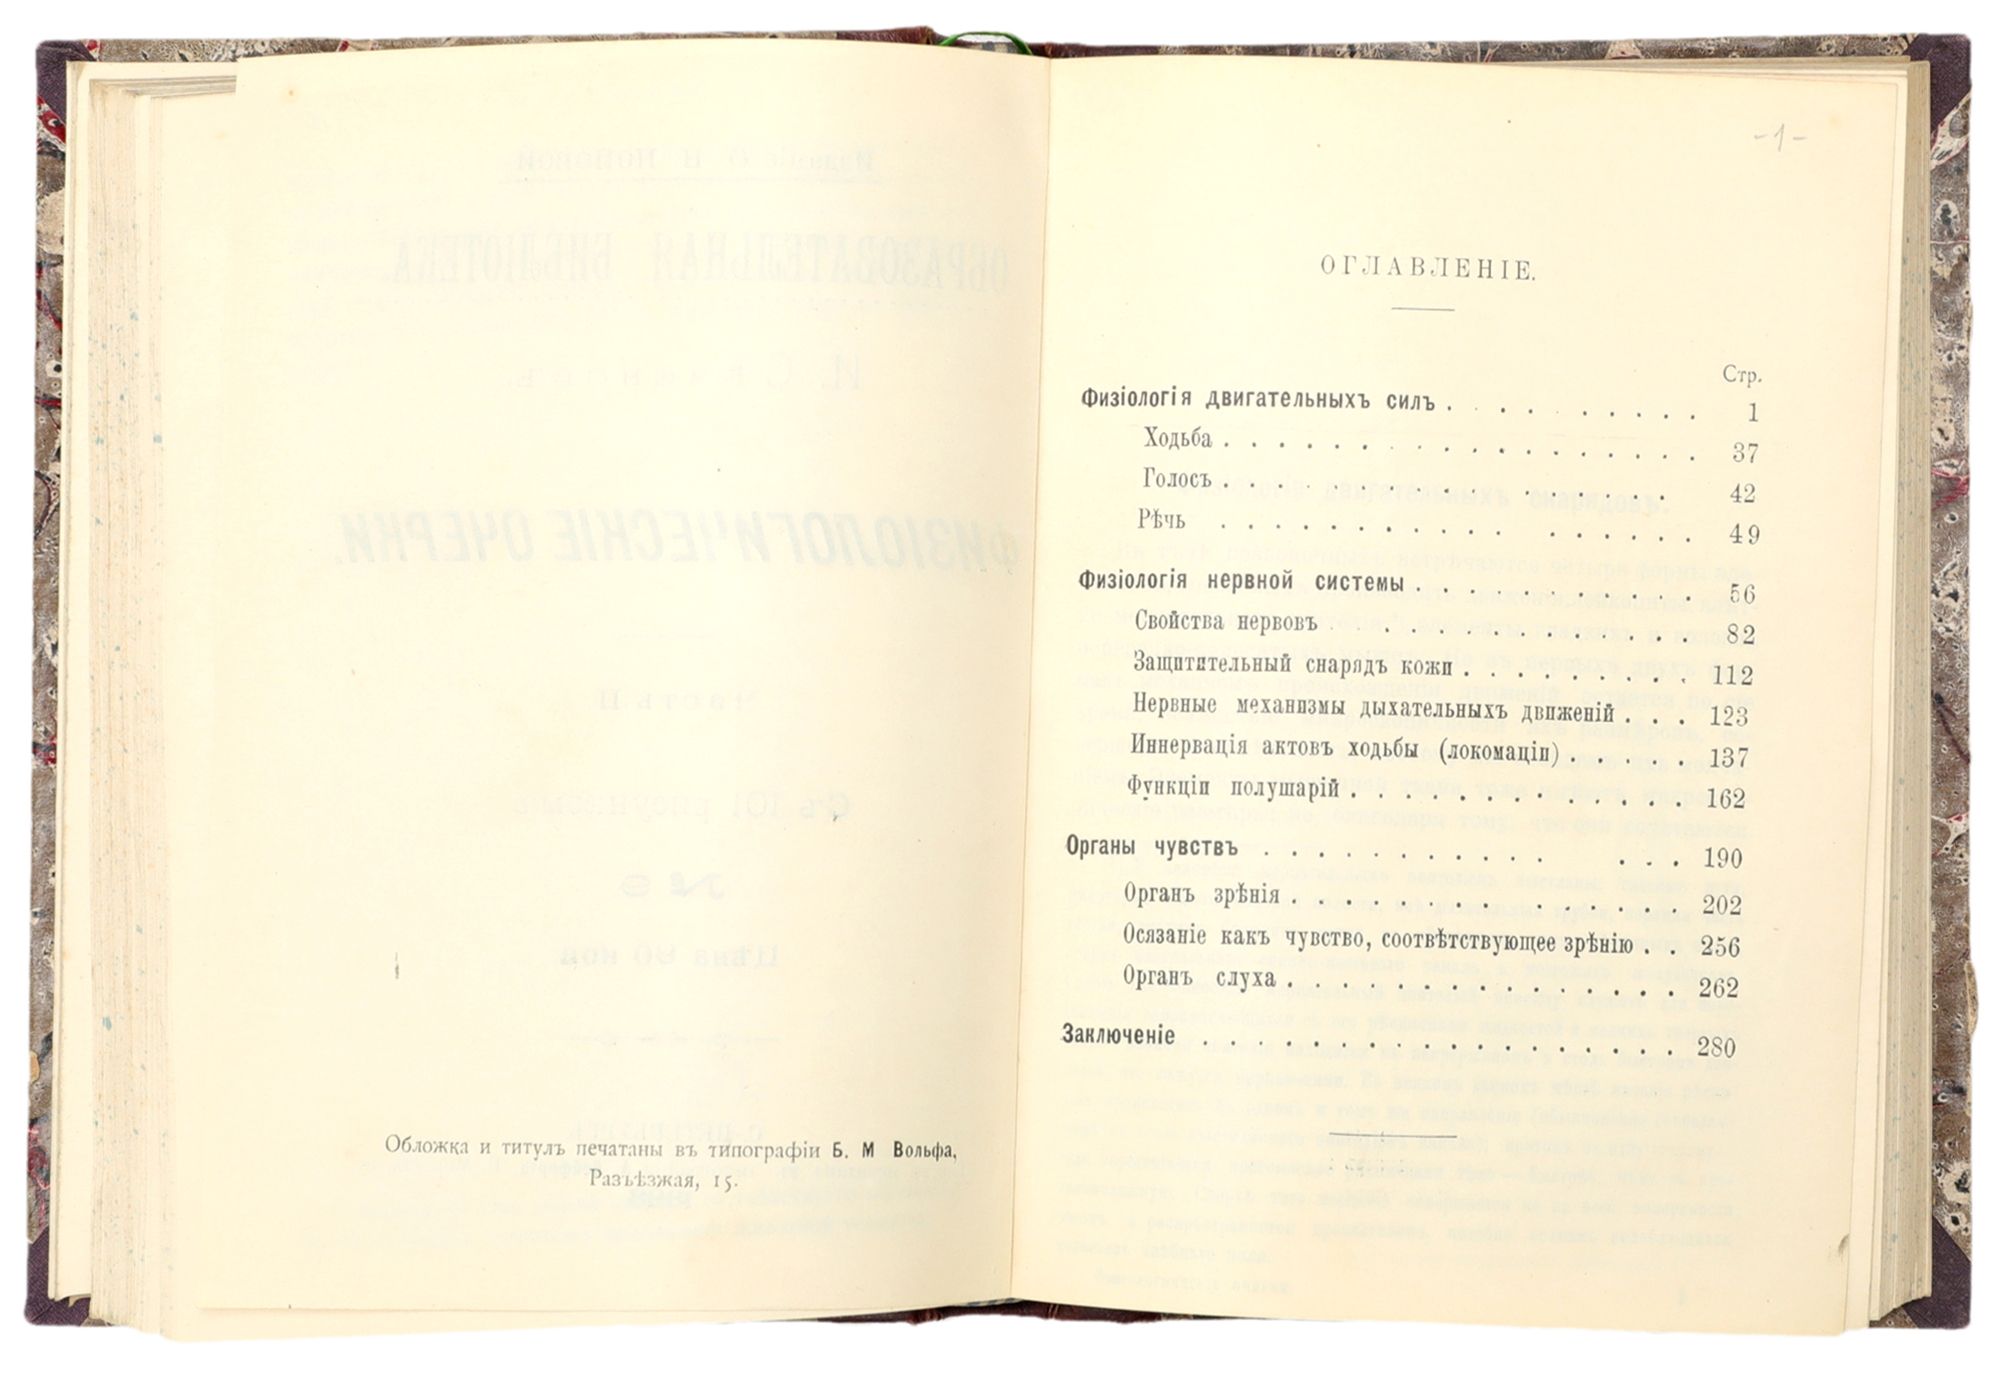 Обложка и титулъ печатаны въ типографіи Б. М Вольфа,
Разъѣзжая, 15.
-1-
ОГЛАВЛЕНІЕ.
Стр.
Физіологія двигательныхъ силъ . . . . . . . . . 1
Ходьба . . . . . . . . . . . . . . . . . . 37
Голосъ . . . . . . . . . . . . . . . . . 42
Рѣчь . . . . . . . . . . . . . . . . . 49
Физіологія нервной системы . . . . . . . . . . . 56
Свойства нервовъ . . . . . . . . . . . . . 82
Защитятельный снарядъ кожи . . . . . . . . . 112
Нервные механизмы дыхательныхъ движеній . . . 123
Иннервація актовъ ходьбы (локомаціи) . . . . . 137
Функціи полушарій . . . . . . . . . . . . . 162
Органы чувствъ . . . . . . . . . . . . . . 190
Органъ зрѣнія . . . . . . . . . . . . . . . 202
Осязаніе какъ чувство, соотвѣтствующее зрѣнію . . 256
Органъ слуха . . . . . . . . . . . . . . . 262
Заключеніе . . . . . . . . . . . . . . . . . . 280